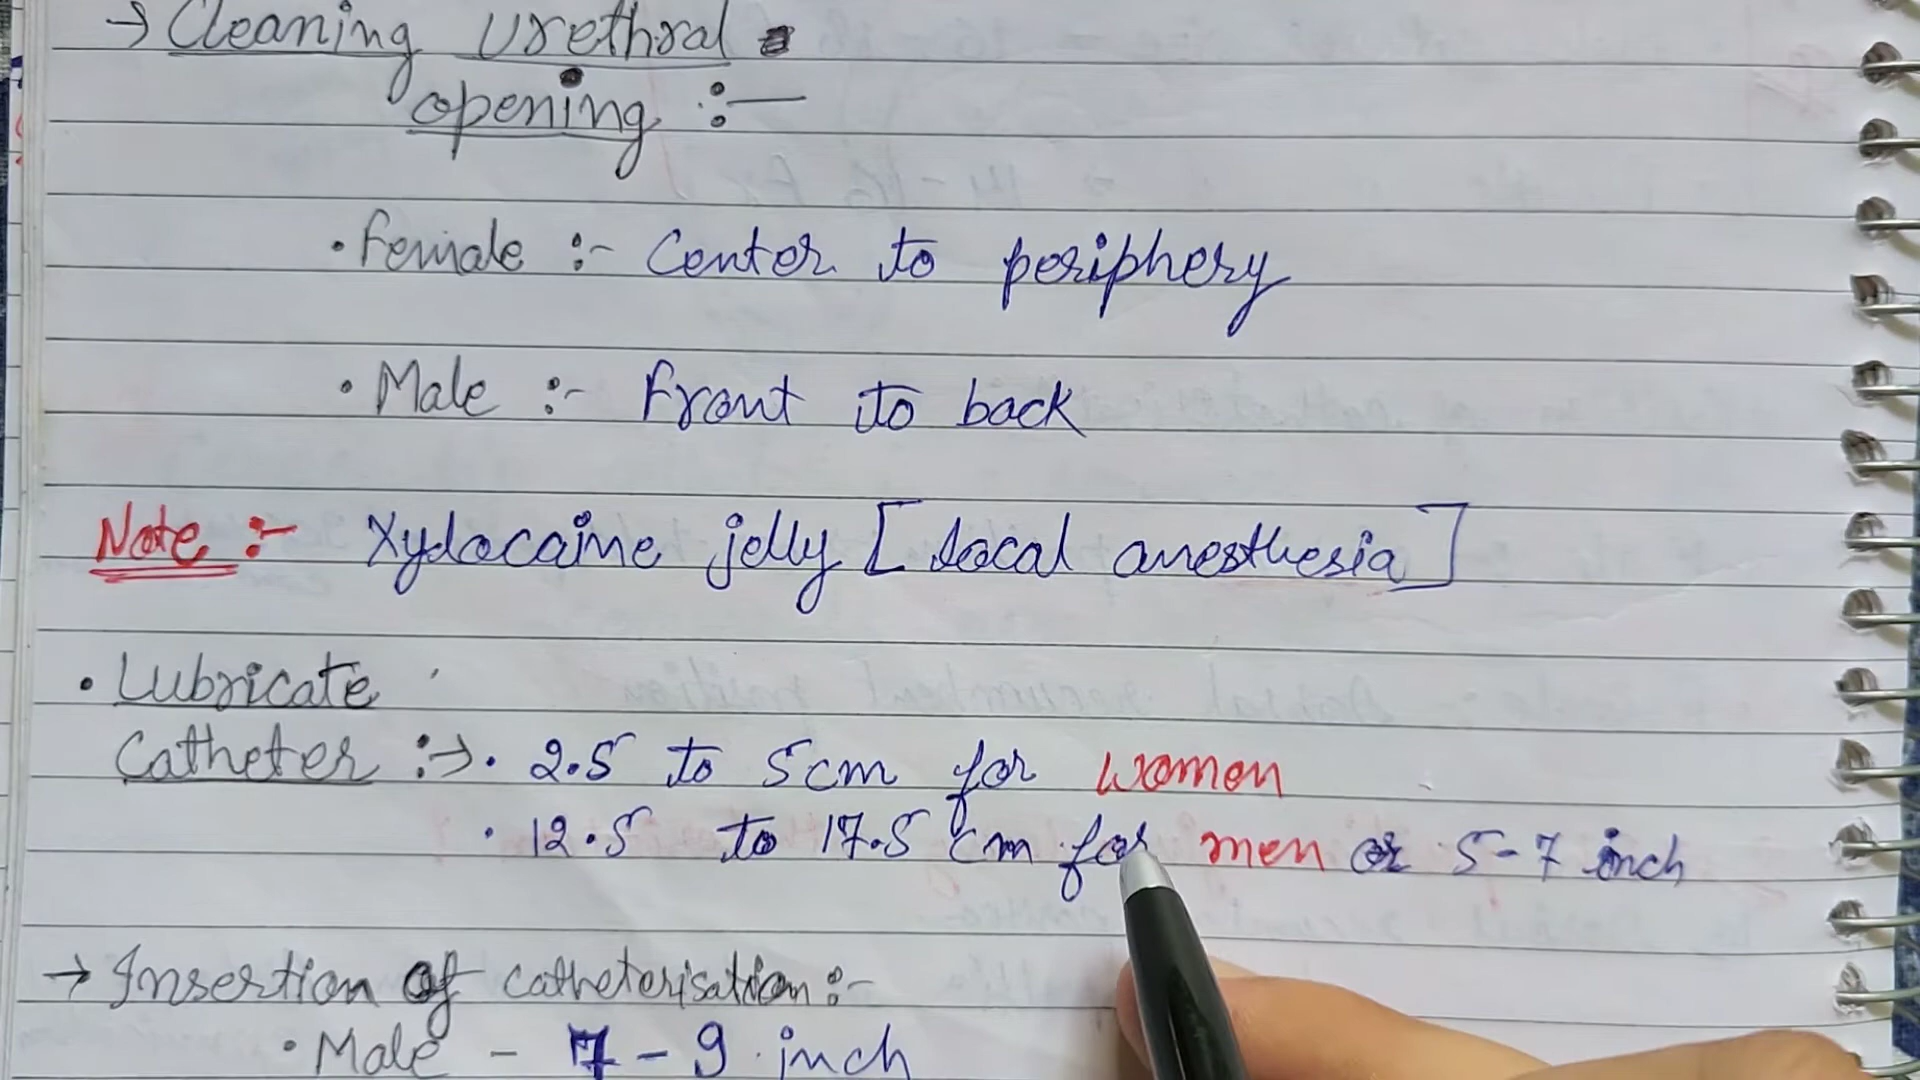 → Cleaning urethral
opening :—
• Female :- Center to periphery
• Male :- Front to back
Note :- Xydocaine jelly [local anesthesia]
• Lubricate
Catheter :→ • 2.5 to 5cm for women
• 12.5 to 17.5 cm for men or 5-7 inch
→ Insertion of catheterisation :-
• Male - 7-9 inch